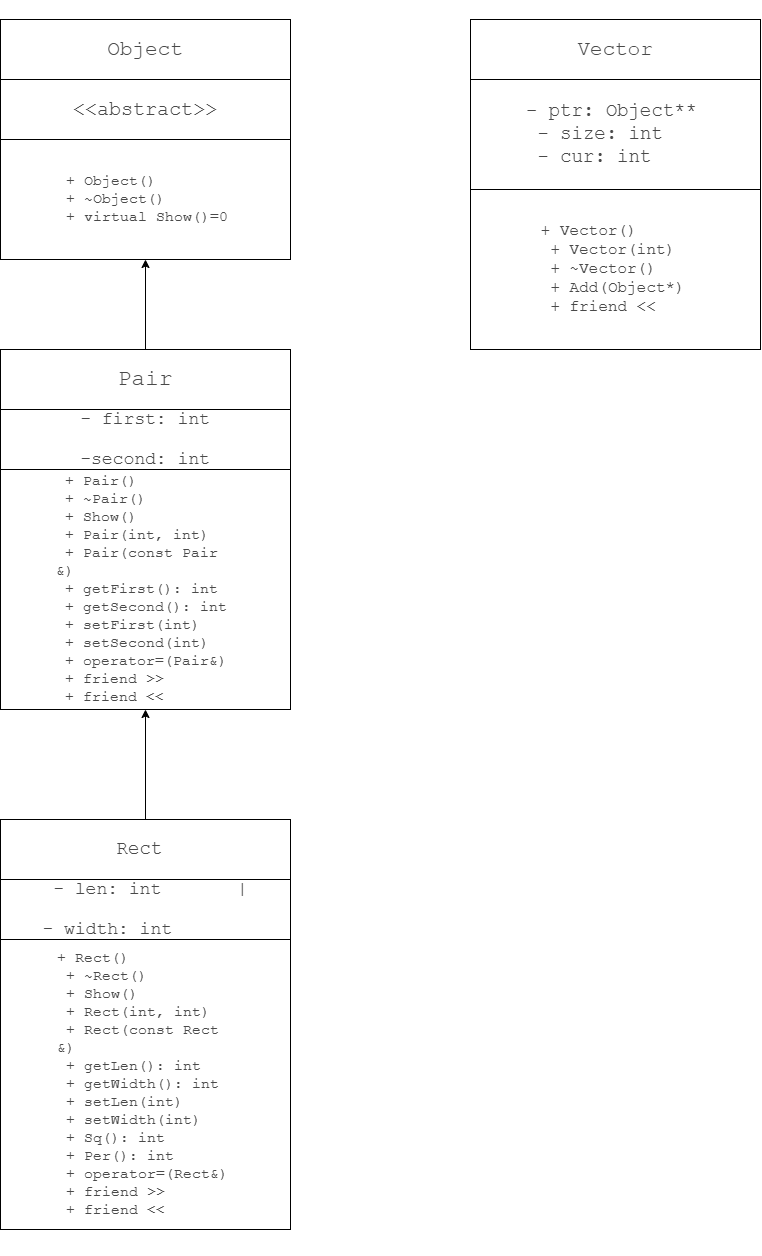 Object
<<abstract>>
+ Object()
+ ~Object()
+ virtual Show()=0
Vector
- ptr: Object**
- size: int
- cur: int
+ Vector()
+ Vector(int)
+ ~Vector()
+ Add(Object*)
+ friend <<
Pair
- first: int
-second: int
+ Pair()
+ ~Pair()
+ Show()
+ Pair(int, int)
+ Pair(const Pair
&)
+ getFirst(): int
+ getSecond(): int
+ setFirst(int)
+ setSecond(int)
+ operator=(Pair&)
+ friend >>
+ friend <<
Rect
- len: int |
- width: int
+ Rect()
+ ~Rect()
+ Show()
+ Rect(int, int)
+ Rect(const Rect
&)
+ getLen(): int
+ getWidth(): int
+ setLen(int)
+ setWidth(int)
+ Sq(): int
+ Per(): int
+ operator=(Rect&)
+ friend >>
+ friend <<